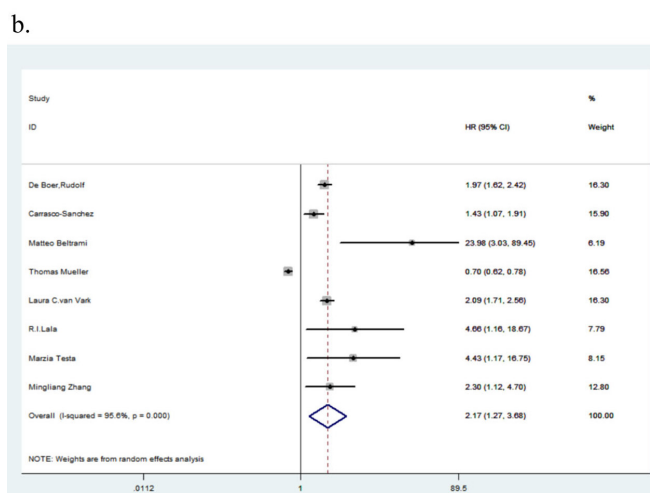 b.
Study %
ID HR (95% CI) Weight
De Boer,Rudolf 1.97 (1.62, 2.42) 16.30
Carrasco-Sanchez 1.43 (1.07, 1.91) 15.90
Matteo Beltrami 23.98 (3.03, 89.45) 6.19
Thomas Mueller 0.70 (0.62, 0.78) 16.56
Laura C.van Vark 2.09 (1.71, 2.56) 16.30
R.I.Lala 4.66 (1.16, 18.67) 7.79
Marzia Testa 4.43 (1.17, 16.75) 8.15
Mingliang Zhang 2.30 (1.12, 4.70) 12.80
Overall (I-squared = 95.6%, p = 0.000) 2.17 (1.27, 3.68) 100.00
NOTE: Weights are from random effects analysis
.0112 1 89.5